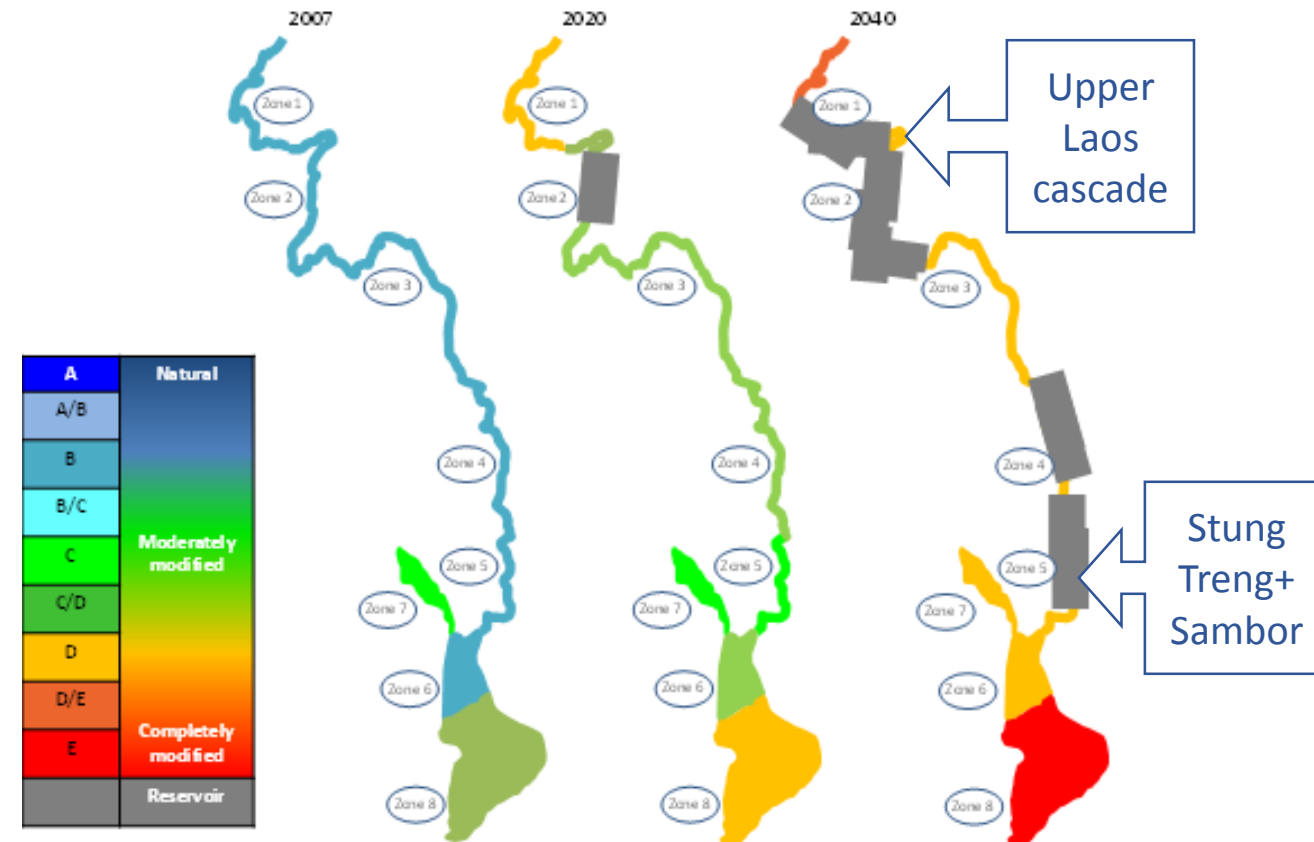 2007
2020
2040
Zone 1
Zone 1
Zone 1
Upper
Laos
cascade
Zone 2
Zone 2
Zone 2
Zone 3
Zone 3
Zone 3
A
Natural
A/B
B
B/C
C
Moderately
modified
C/D
D
D/E
E
Completely
modified
Reservoir
Zone 4
Zone 4
Zone 4
Zone 5
Zone 5
Zone 5
Stung
Treng+
Sambor
Zone 7
Zone 7
Zone 7
Zone 6
Zone 6
Zone 6
Zone 8
Zone 8
Zone 8